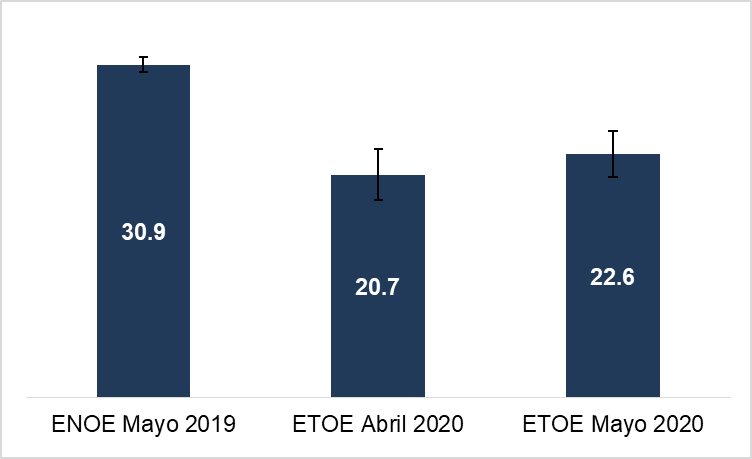 30.9
20.7
22.6
ENOE Mayo 2019
ETOE Abril 2020
ETOE Mayo 2020